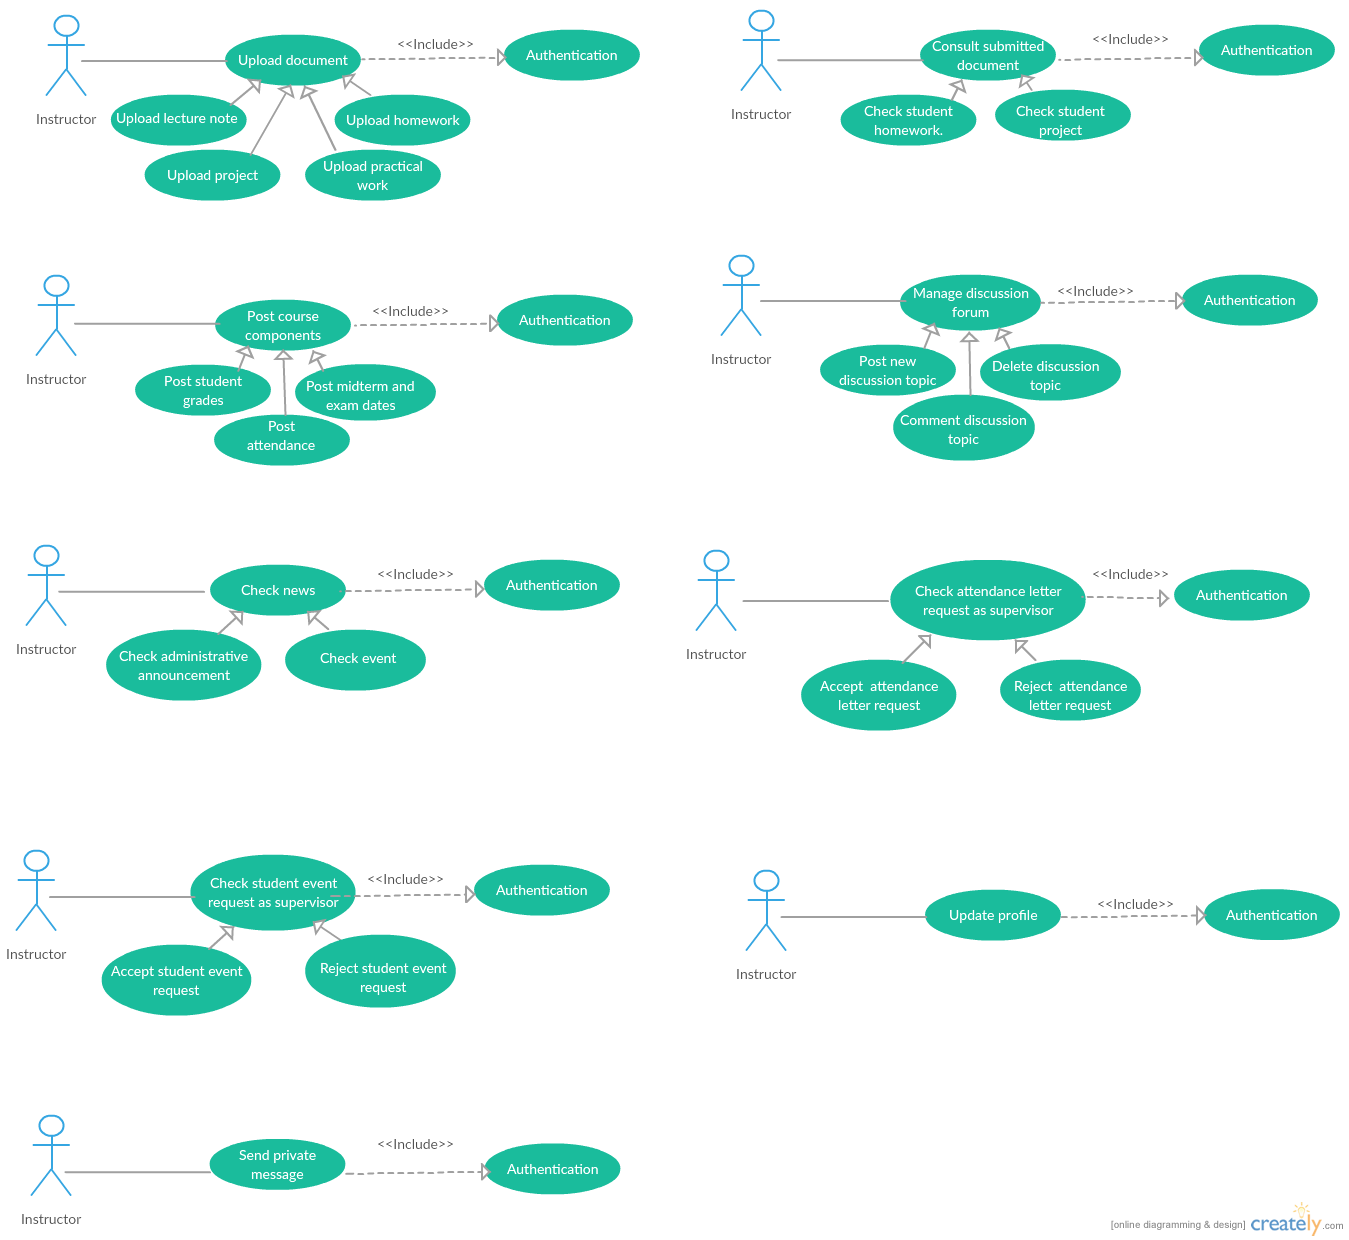 <<Include>>
Upload document
Authentication
Instructor
Upload lecture note
Upload homework
Upload project
Upload practical
work
Consult submitted
document
<<Include>>
Authentication
Instructor
Check student
homework.
Check student
project
Post course
components
<<Include>>
Authentication
Instructor
Post student
grades
Post midterm and
exam dates
Post
attendance
Manage discussion
forum
<<Include>>
Authentication
Instructor
Post new
discussion topic
Delete discussion
topic
Comment discussion
topic
Check news
<<Include>>
Authentication
Instructor
Check administrative
announcement
Check event
Check attendance letter
request as supervisor
<<Include>>
Authentication
Instructor
Accept  attendance
letter request
Reject  attendance
letter request
Check student event
request as supervisor
<<Include>>
Authentication
Instructor
Accept student event
request
Reject student event
request
Update profile
<<Include>>
Authentication
Instructor
Send private
message
<<Include>>
Authentication
Instructor
[online diagramming & design] creately.com